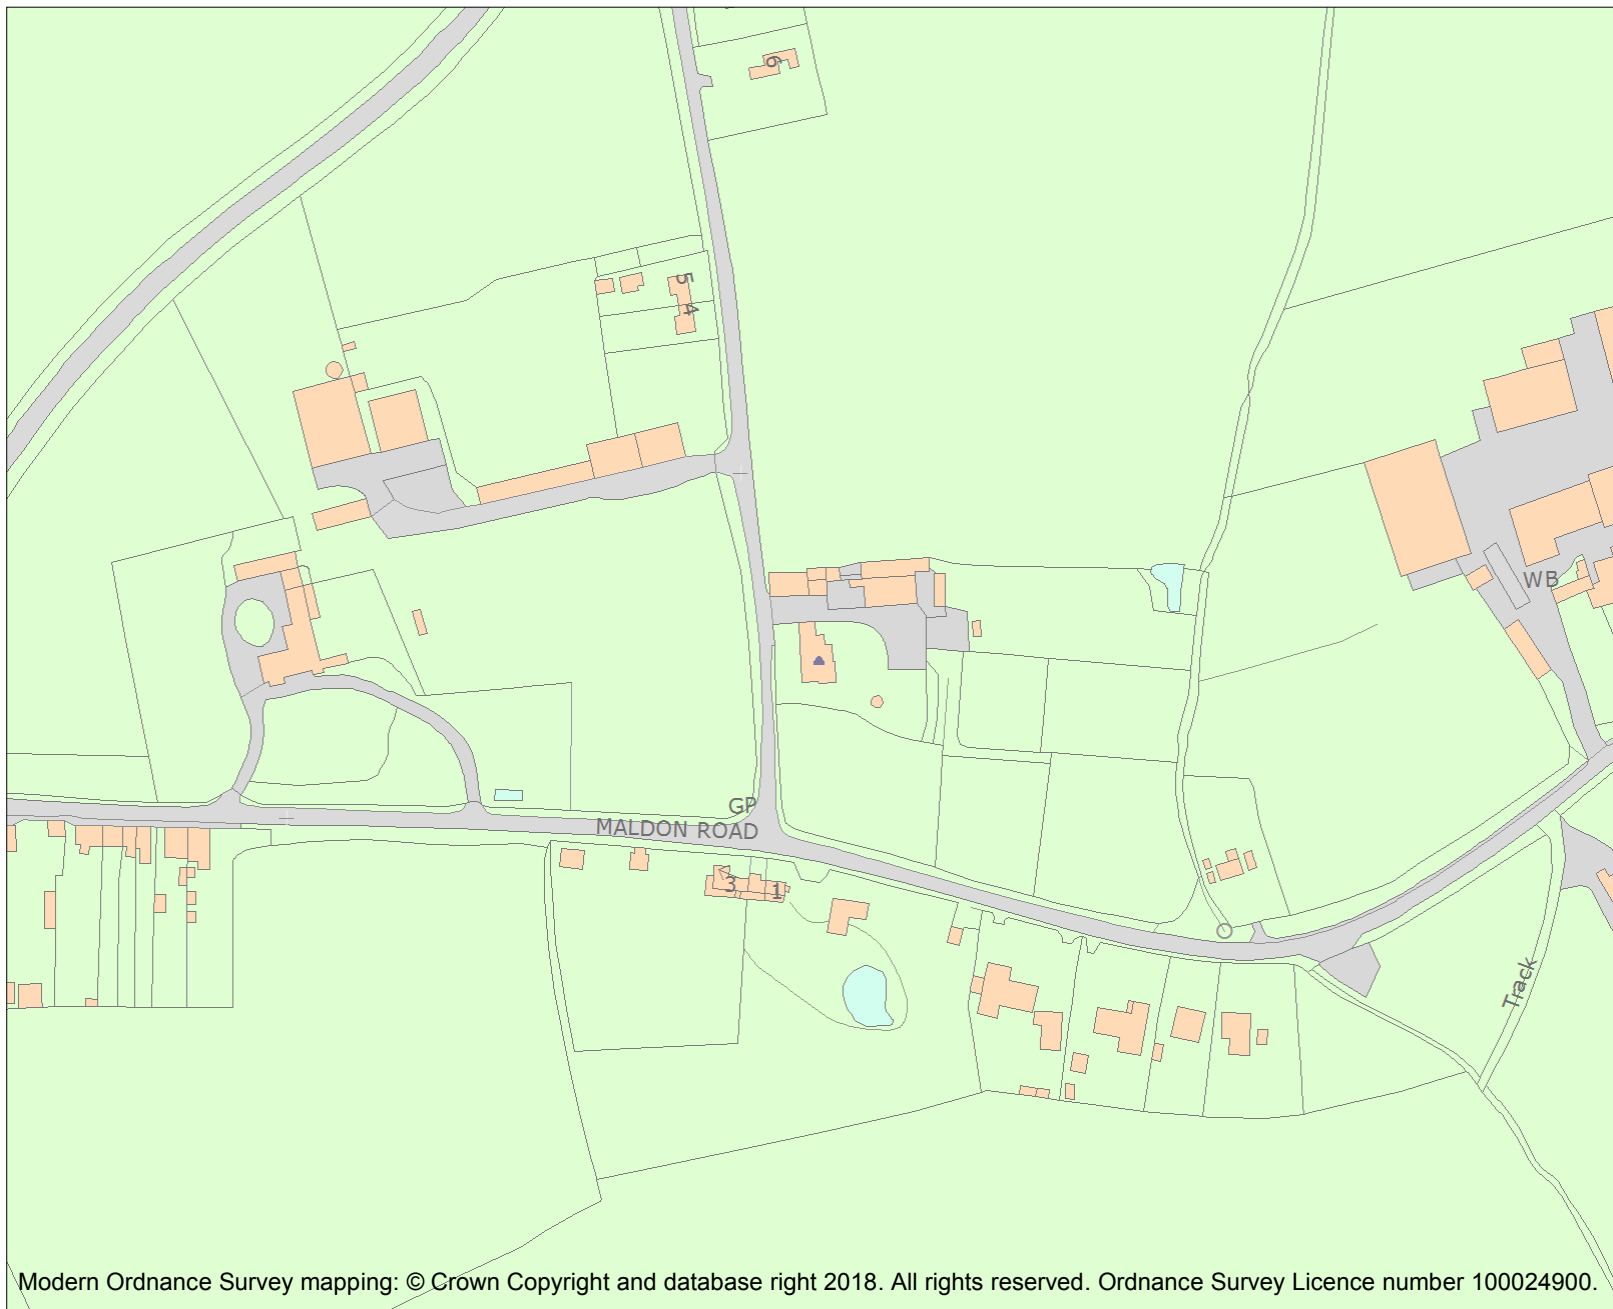 6
5
4
WB
GP
MALDON ROAD
3
1
Track
Modern Ordnance Survey mapping: © Crown Copyright and database right 2018. All rights reserved. Ordnance Survey Licence number 100024900.